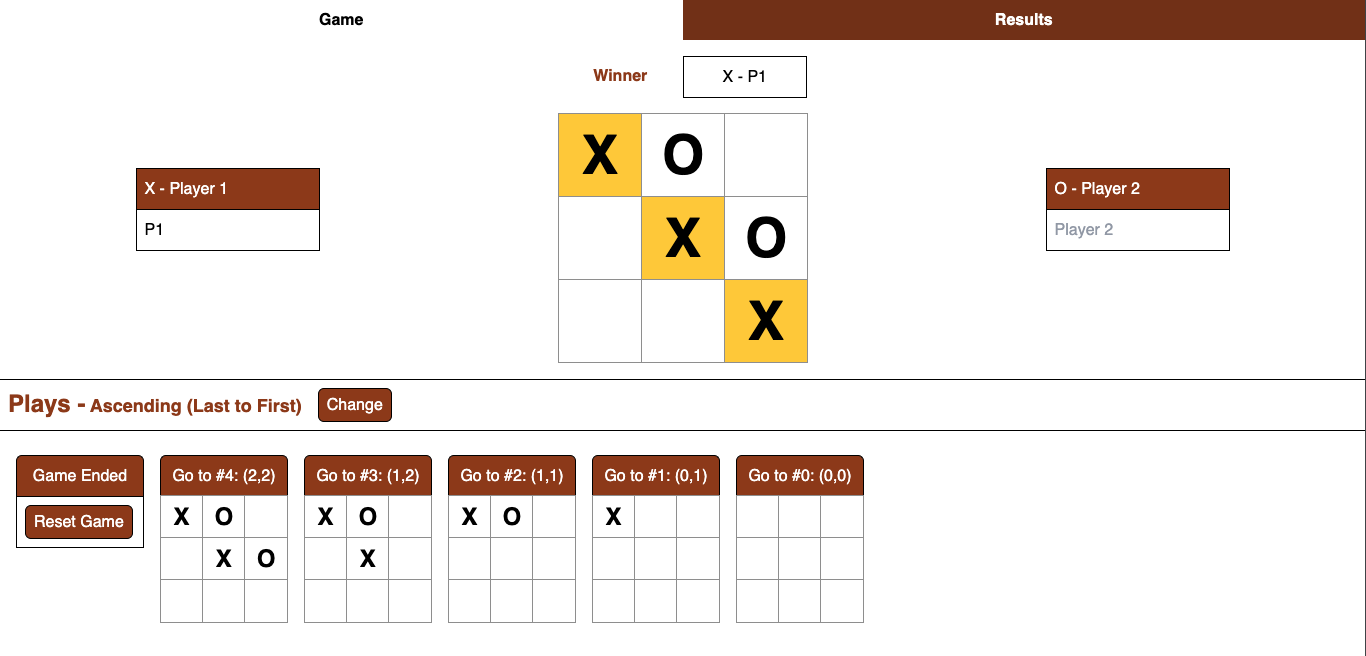 Game Results
Winner X - P1
X O
X - Player 1 O - Player 2
P1 Player 2
X O
X
Plays - Ascending (Last to First) Change
Game Ended Go to #4: (2,2) Go to #3: (1,2) Go to #2: (1,1) Go to #1: (0,1) Go to #0: (0,0)
Reset Game X O X O X O X
X O X